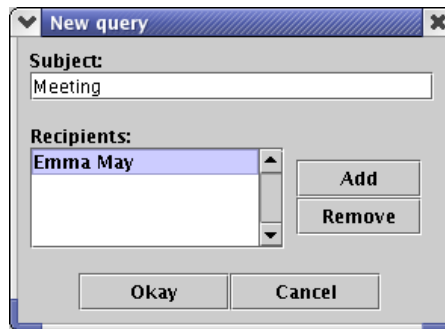 New query
Subject:
Meeting
Recipients:
Emma May
Add
Remove
Okay Cancel